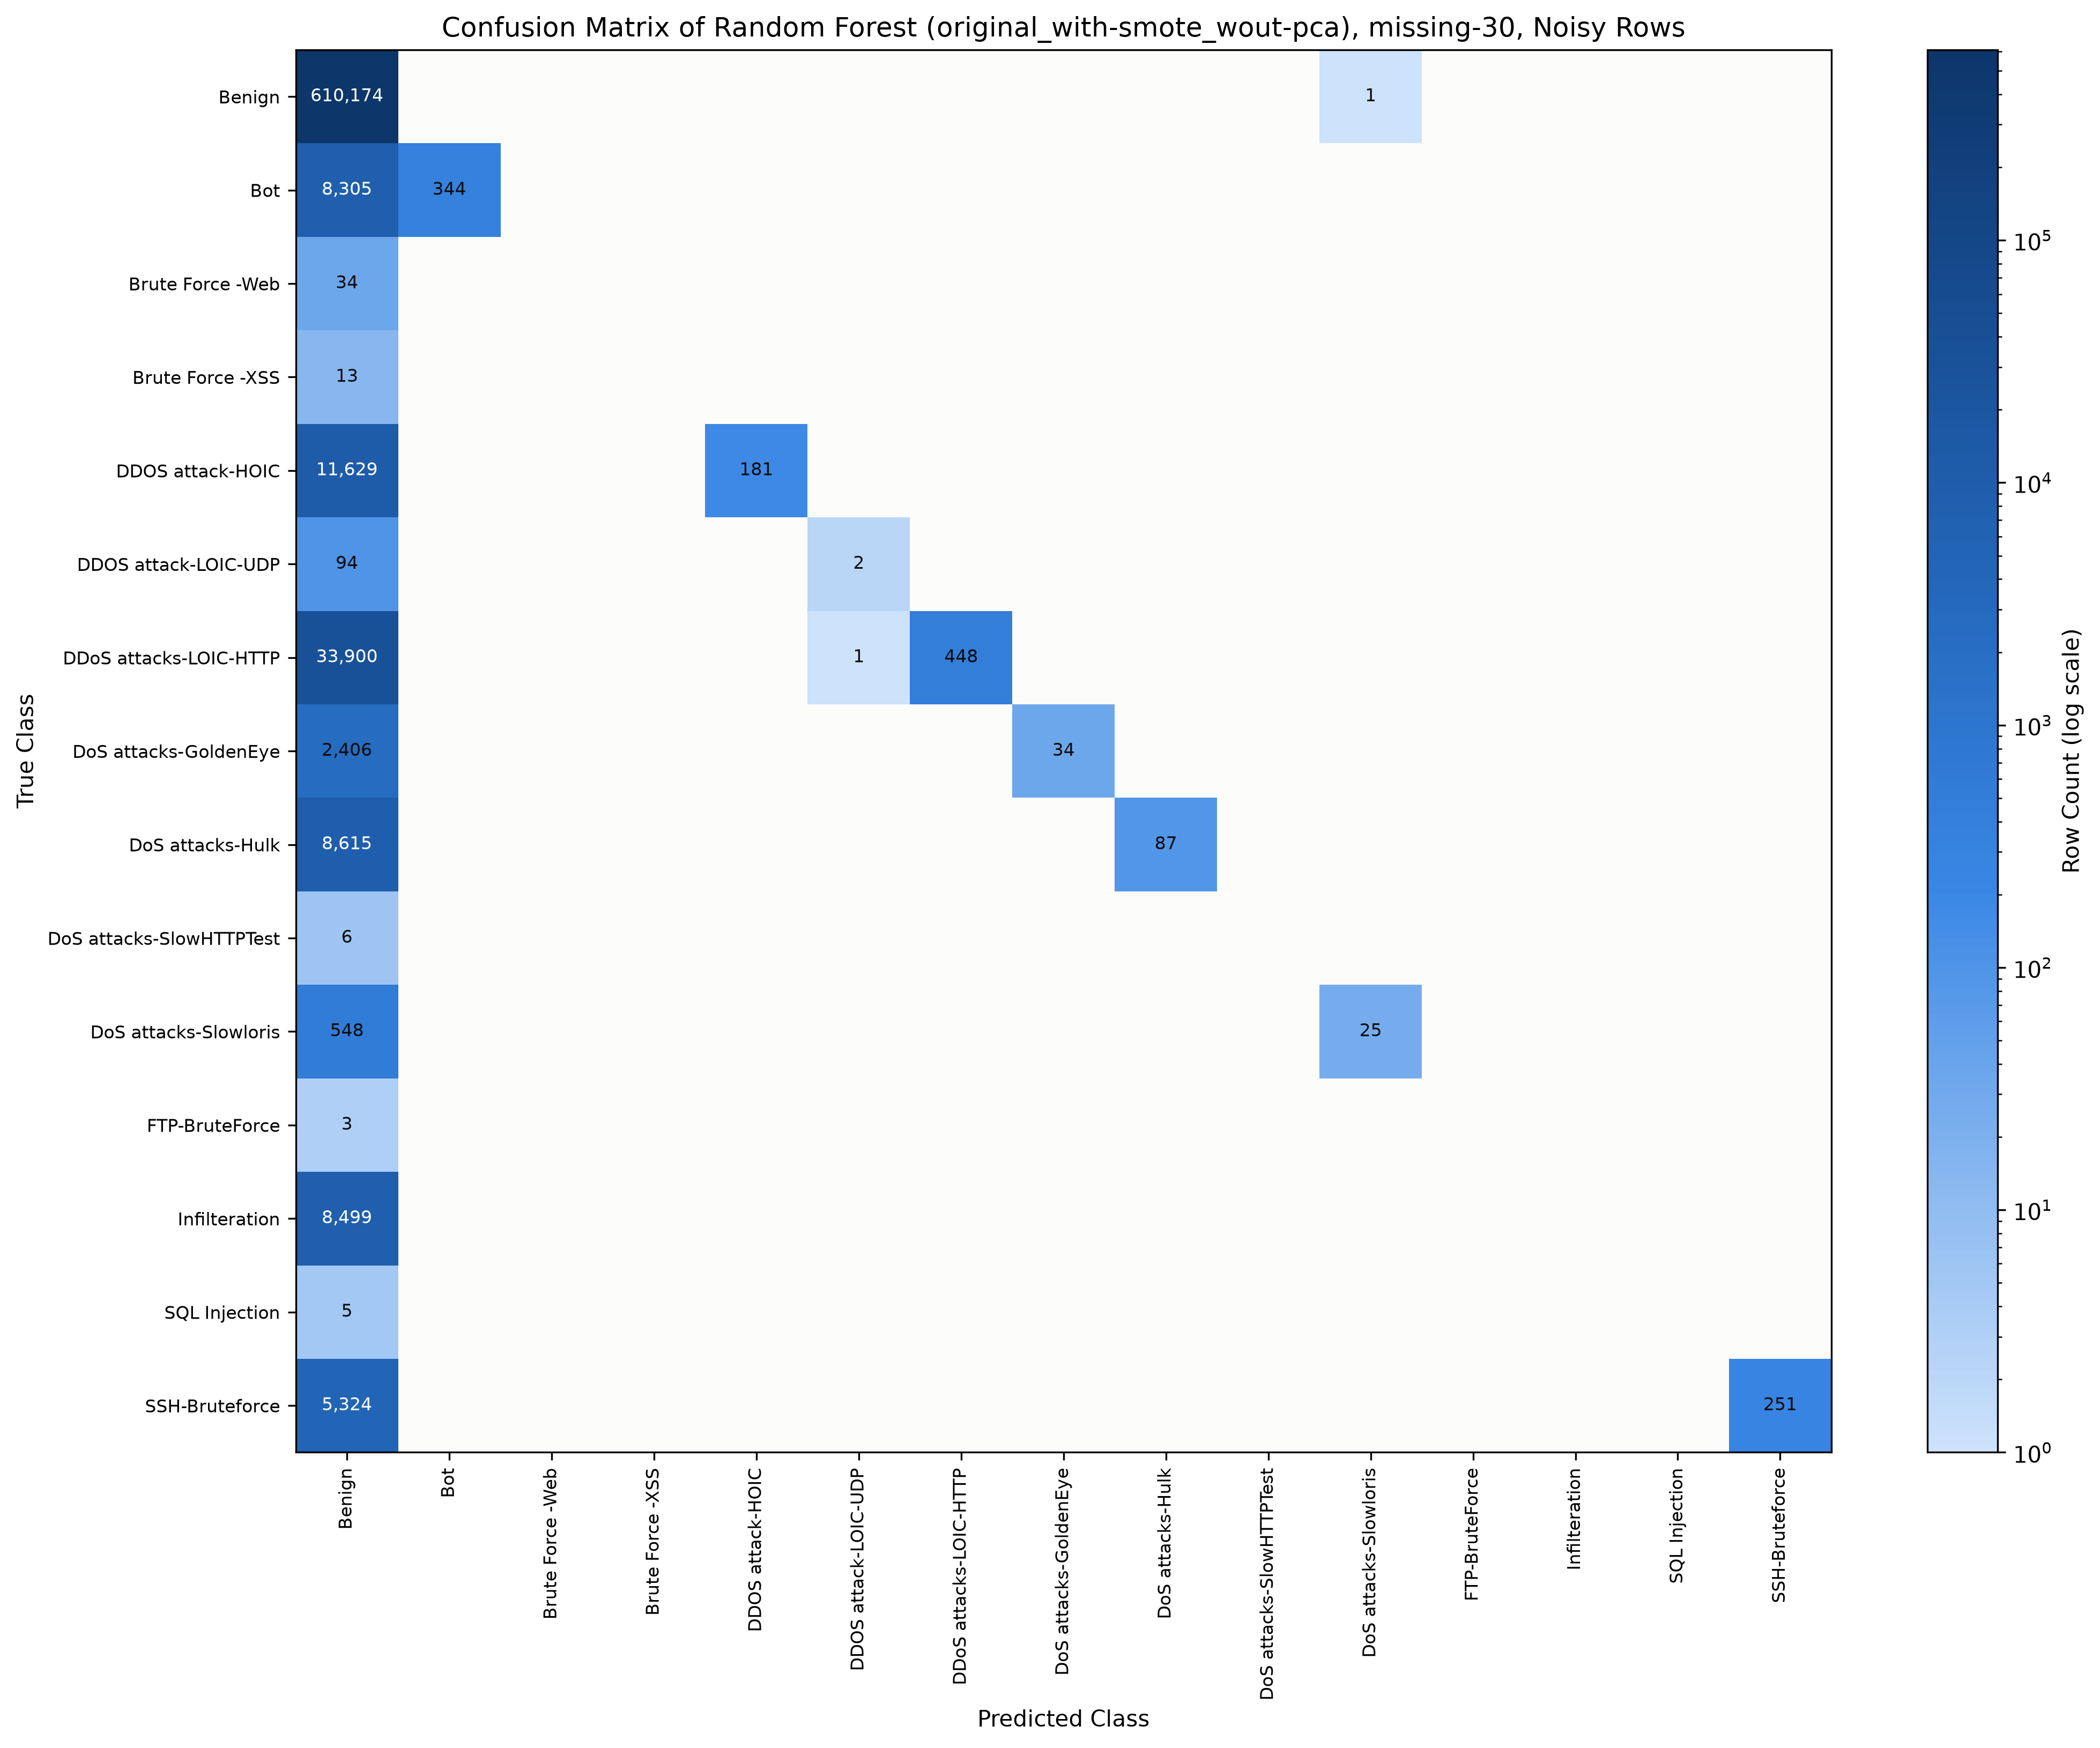 Confusion Matrix of Random Forest (original_with-smote_wout-pca), missing-30, Noisy Rows
True Class
Benign 610,174 1
Bot 8,305 344
Brute Force -Web 34
Brute Force -XSS 13
DDOS attack-HOIC 11,629 181
DDOS attack-LOIC-UDP 94 2
DDoS attacks-LOIC-HTTP 33,900 1 448
DoS attacks-GoldenEye 2,406 34
DoS attacks-Hulk 8,615 87
DoS attacks-SlowHTTPTest 6
DoS attacks-Slowloris 548 25
FTP-BruteForce 3
Infilteration 8,499
SQL Injection 5
SSH-Bruteforce 5,324 251
Benign
Bot
Brute Force -Web
Brute Force -XSS
DDOS attack-HOIC
DDOS attack-LOIC-UDP
DDoS attacks-LOIC-HTTP
DoS attacks-GoldenEye
DoS attacks-Hulk
DoS attacks-SlowHTTPTest
DoS attacks-Slowloris
FTP-BruteForce
Infilteration
SQL Injection
SSH-Bruteforce
Predicted Class
10⁵
10⁴
10³
10²
10¹
10⁰
Row Count (log scale)